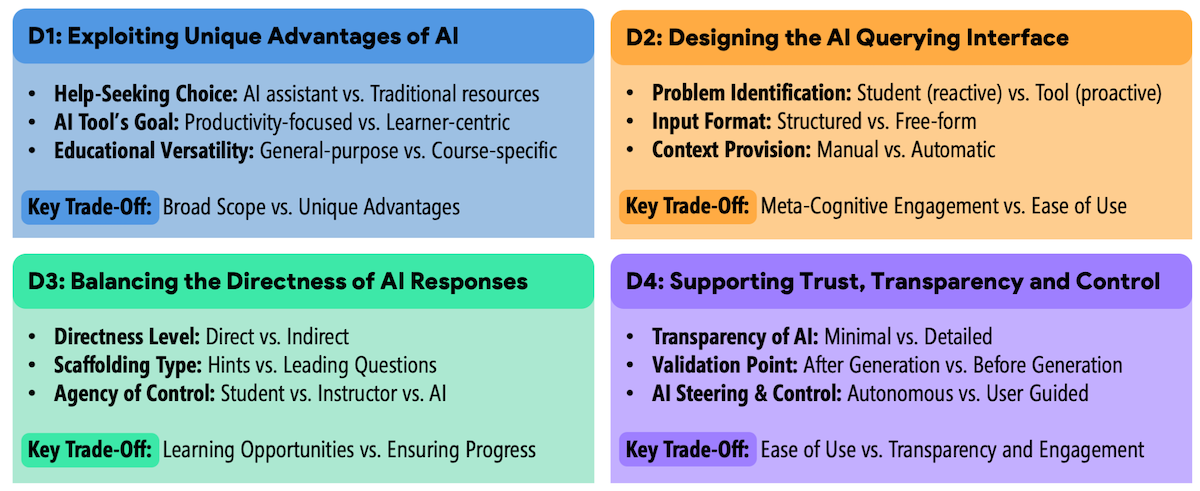 D1: Exploiting Unique Advantages of AI
• Help-Seeking Choice: AI assistant vs. Traditional resources
• AI Tool's Goal: Productivity-focused vs. Learner-centric
• Educational Versatility: General-purpose vs. Course-specific
Key Trade-Off: Broad Scope vs. Unique Advantages
D2: Designing the AI Querying Interface
• Problem Identification: Student (reactive) vs. Tool (proactive)
• Input Format: Structured vs. Free-form
• Context Provision: Manual vs. Automatic
Key Trade-Off: Meta-Cognitive Engagement vs. Ease of Use
D3: Balancing the Directness of AI Responses
• Directness Level: Direct vs. Indirect
• Scaffolding Type: Hints vs. Leading Questions
• Agency of Control: Student vs. Instructor vs. AI
Key Trade-Off: Learning Opportunities vs. Ensuring Progress
D4: Supporting Trust, Transparency and Control
• Transparency of AI: Minimal vs. Detailed
• Validation Point: After Generation vs. Before Generation
• AI Steering & Control: Autonomous vs. User Guided
Key Trade-Off: Ease of Use vs. Transparency and Engagement